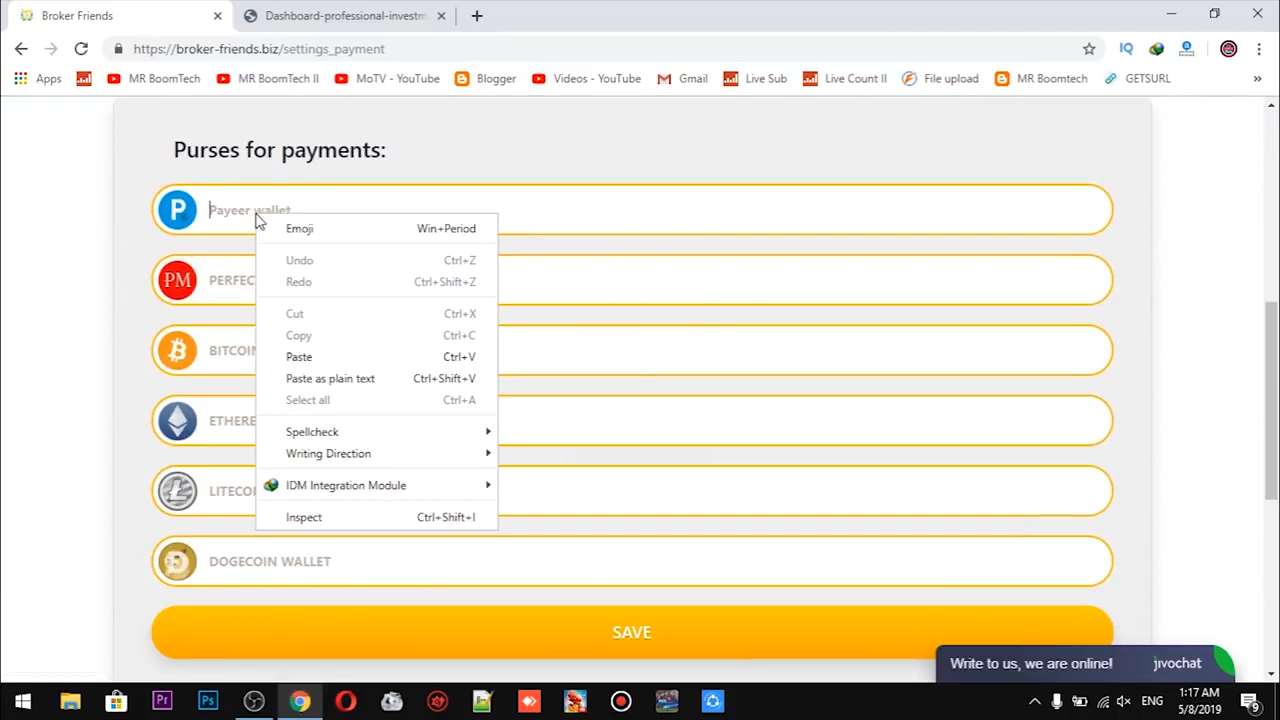 Broker Friends
Dashboard-professional-investm
https://broker-friends.biz/settings_payment
Apps
MR BoomTech
MR BoomTech II
MoTV - YouTube
Blogger
Videos - YouTube
Gmail
Live Sub
Live Count II
File upload
MR Boomtech
GETSURL
»
Purses for payments:
P
Payeer wallet
Emoji Win+Period
Undo Ctrl+Z
PM
PERFEC
Redo Ctrl+Shift+Z
Cut Ctrl+X
Copy Ctrl+C
BITCOIN
Paste Ctrl+V
Paste as plain text Ctrl+Shift+V
Select all Ctrl+A
ETHERE
Spellcheck
Writing Direction
IDM Integration Module
LITECO
Inspect Ctrl+Shift+I
DOGECOIN WALLET
SAVE
Write to us, we are online!
jivochat
Pr
Ps
ENG
1:17 AM
5/8/2019
9